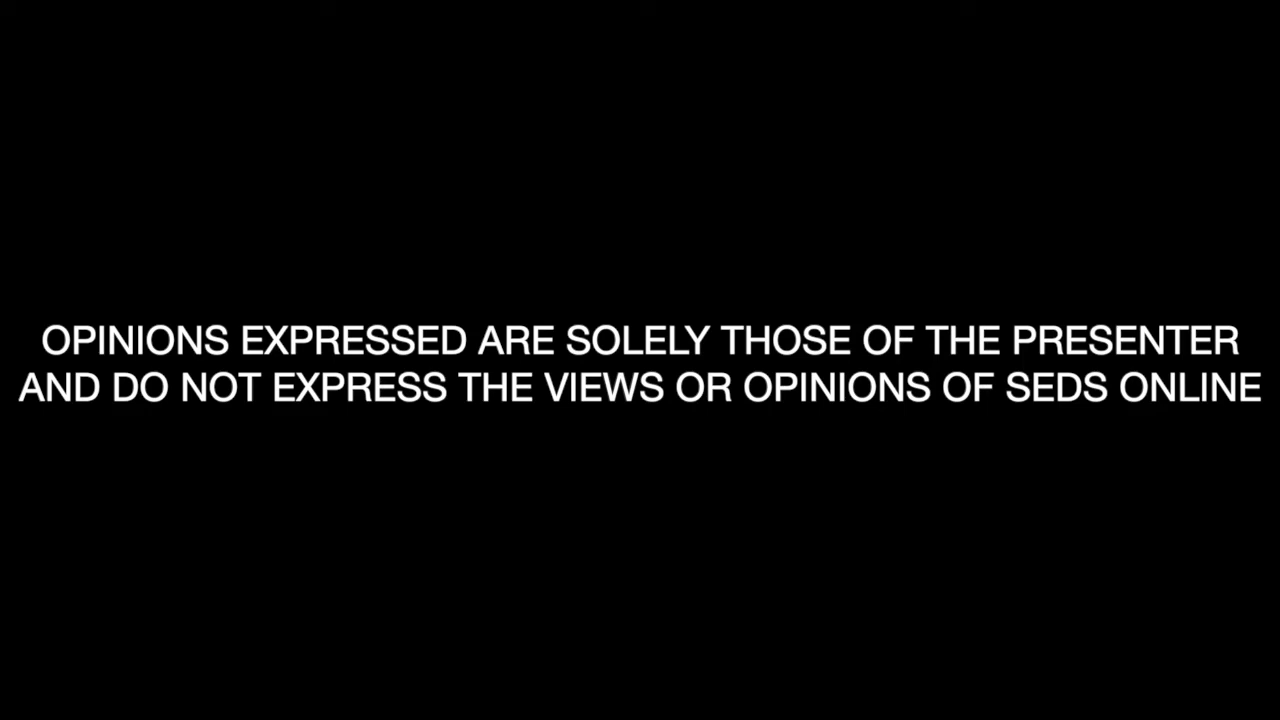 OPINIONS EXPRESSED ARE SOLELY THOSE OF THE PRESENTER
AND DO NOT EXPRESS THE VIEWS OR OPINIONS OF SEDS ONLINE